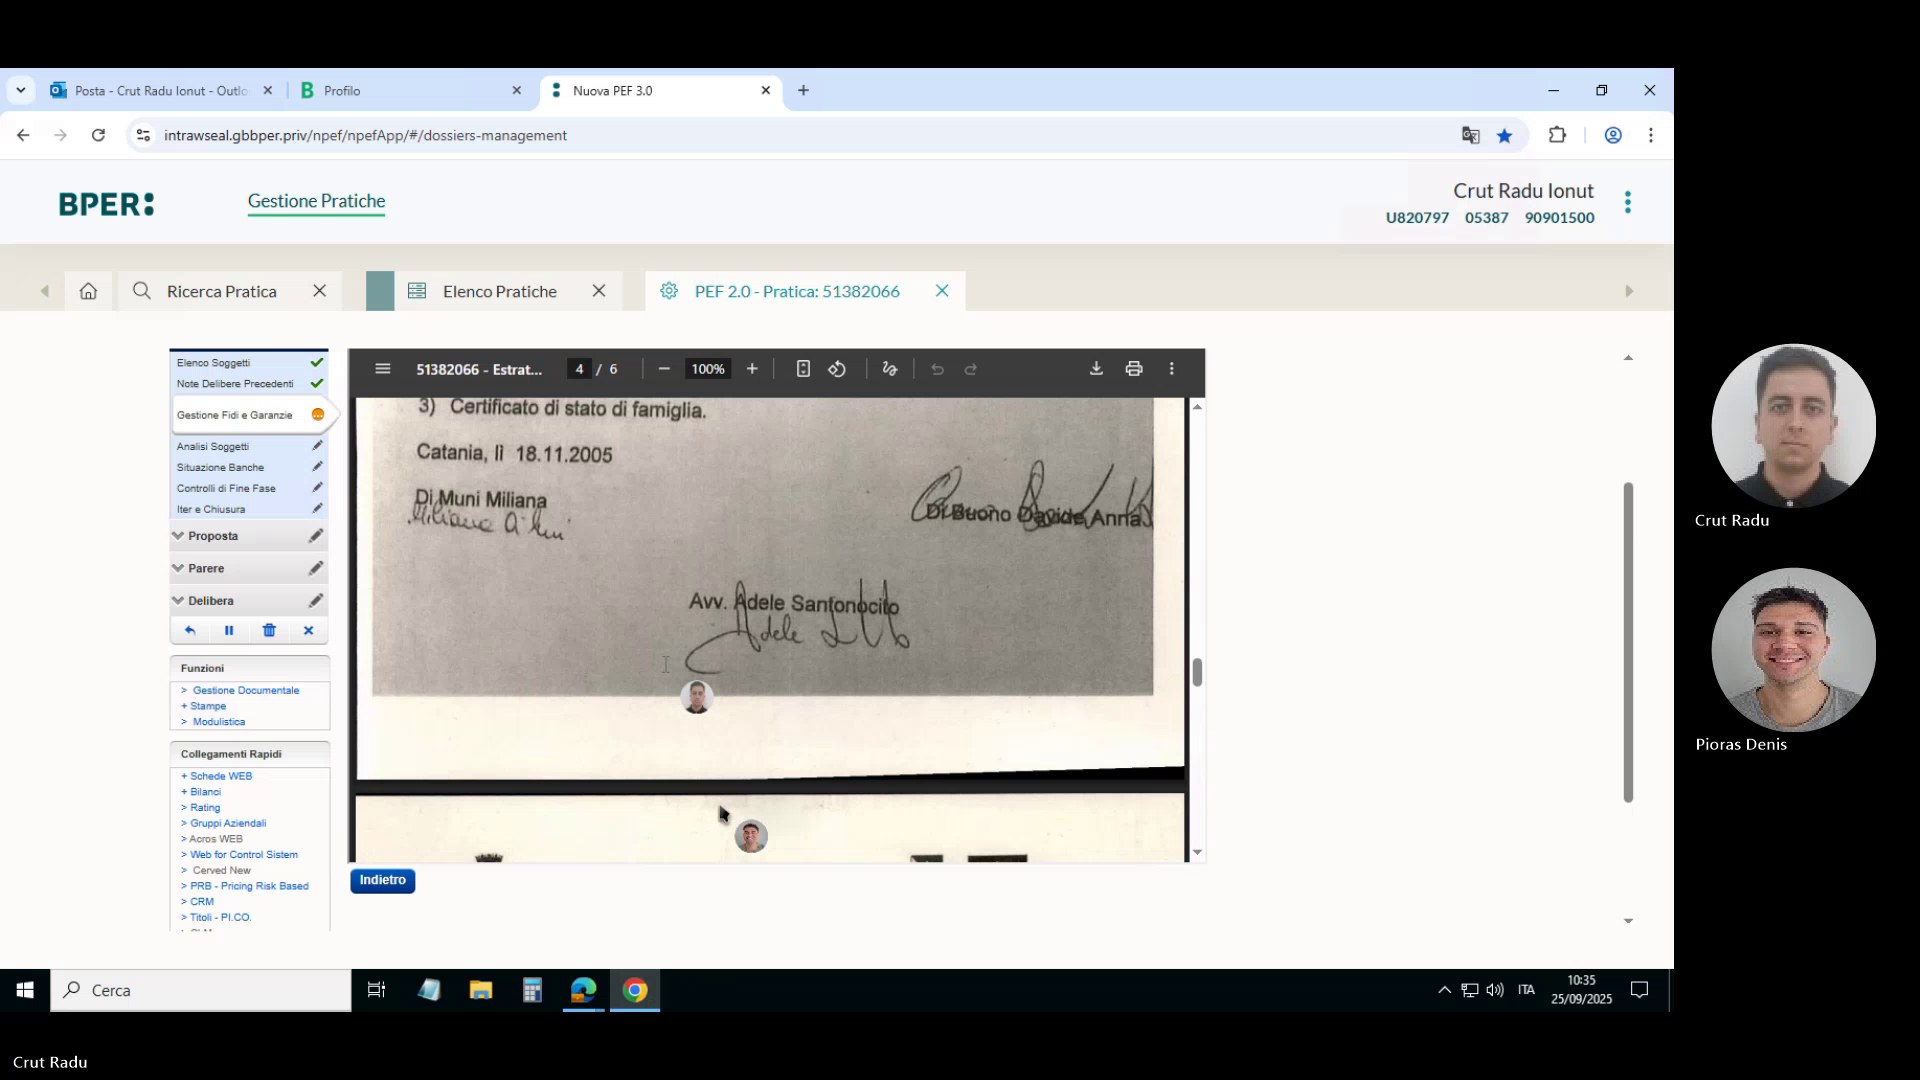 Posta - Crut Radu Ionut - Outlo
Profilo
Nuova PEF 3.0
intrawseal.gbbper.priv/npef/npefApp/#/dossiers-management
BPER:
Gestione Pratiche
Crut Radu Ionut
U820797 05387 90901500
Ricerca Pratica
Elenco Pratiche
PEF 2.0 - Pratica: 51382066
Elenco Soggetti
Note Delibere Precedenti
Gestione Fidi e Garanzie
Analisi Soggetti
Situazione Banche
Controlli di Fine Fase
Iter e Chiusura
Proposta
Parere
Delibera
Funzioni
> Gestione Documentale
+ Stampe
> Modulistica
Collegamenti Rapidi
+ Schede WEB
+ Bilanci
> Rating
> Gruppi Aziendali
> Acros WEB
> Web for Control Sistem
> Cerved New
> PRB - Pricing Risk Based
> CRM
> Titoli - PI.CO.
51382066 - Estrat...
4 / 6
100%
3) Certificato di stato di famiglia.
Catania, lì 18.11.2005
Di Muni Miliana
Di Buono Davide Anna
Avv. Adele Santonocito
Indietro
Crut Radu
Pioras Denis
Cerca
ITA
10:35
25/09/2025
Crut Radu